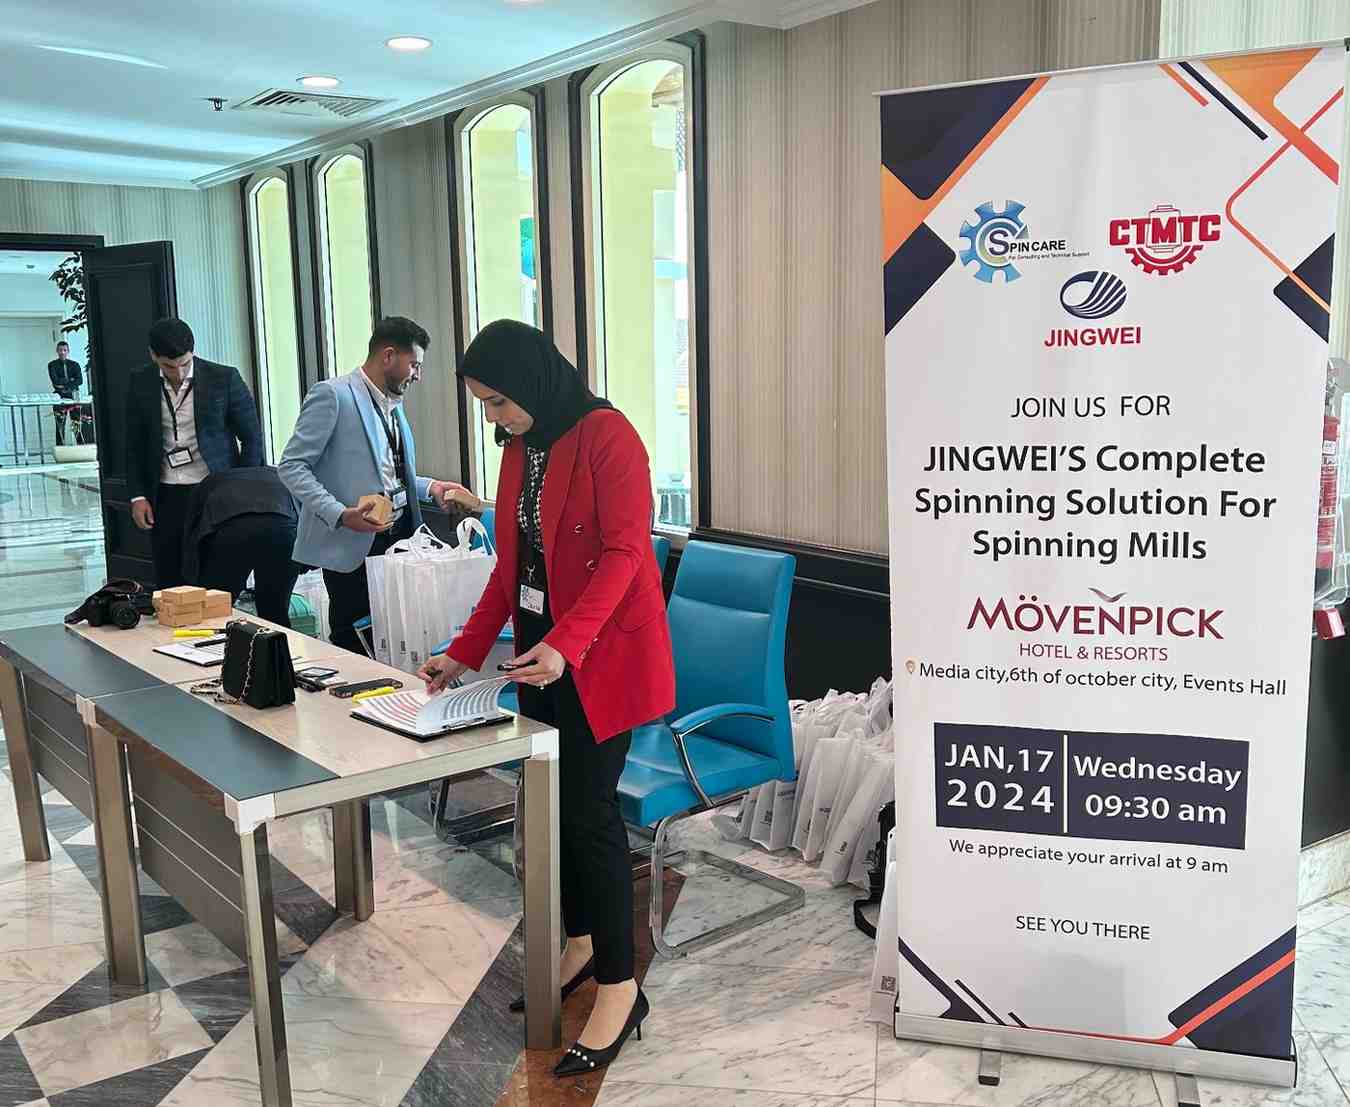 SPIN CARE
For Consulting and Technical Support
CTMTC
JINGWEI
JOIN US FOR
JINGWEI'S Complete
Spinning Solution For
Spinning Mills
MÖVENPICK
HOTEL & RESORTS
Media city,6th of october city, Events Hall
JAN,17
2024
Wednesday
09:30 am
We appreciate your arrival at 9 am
SEE YOU THERE